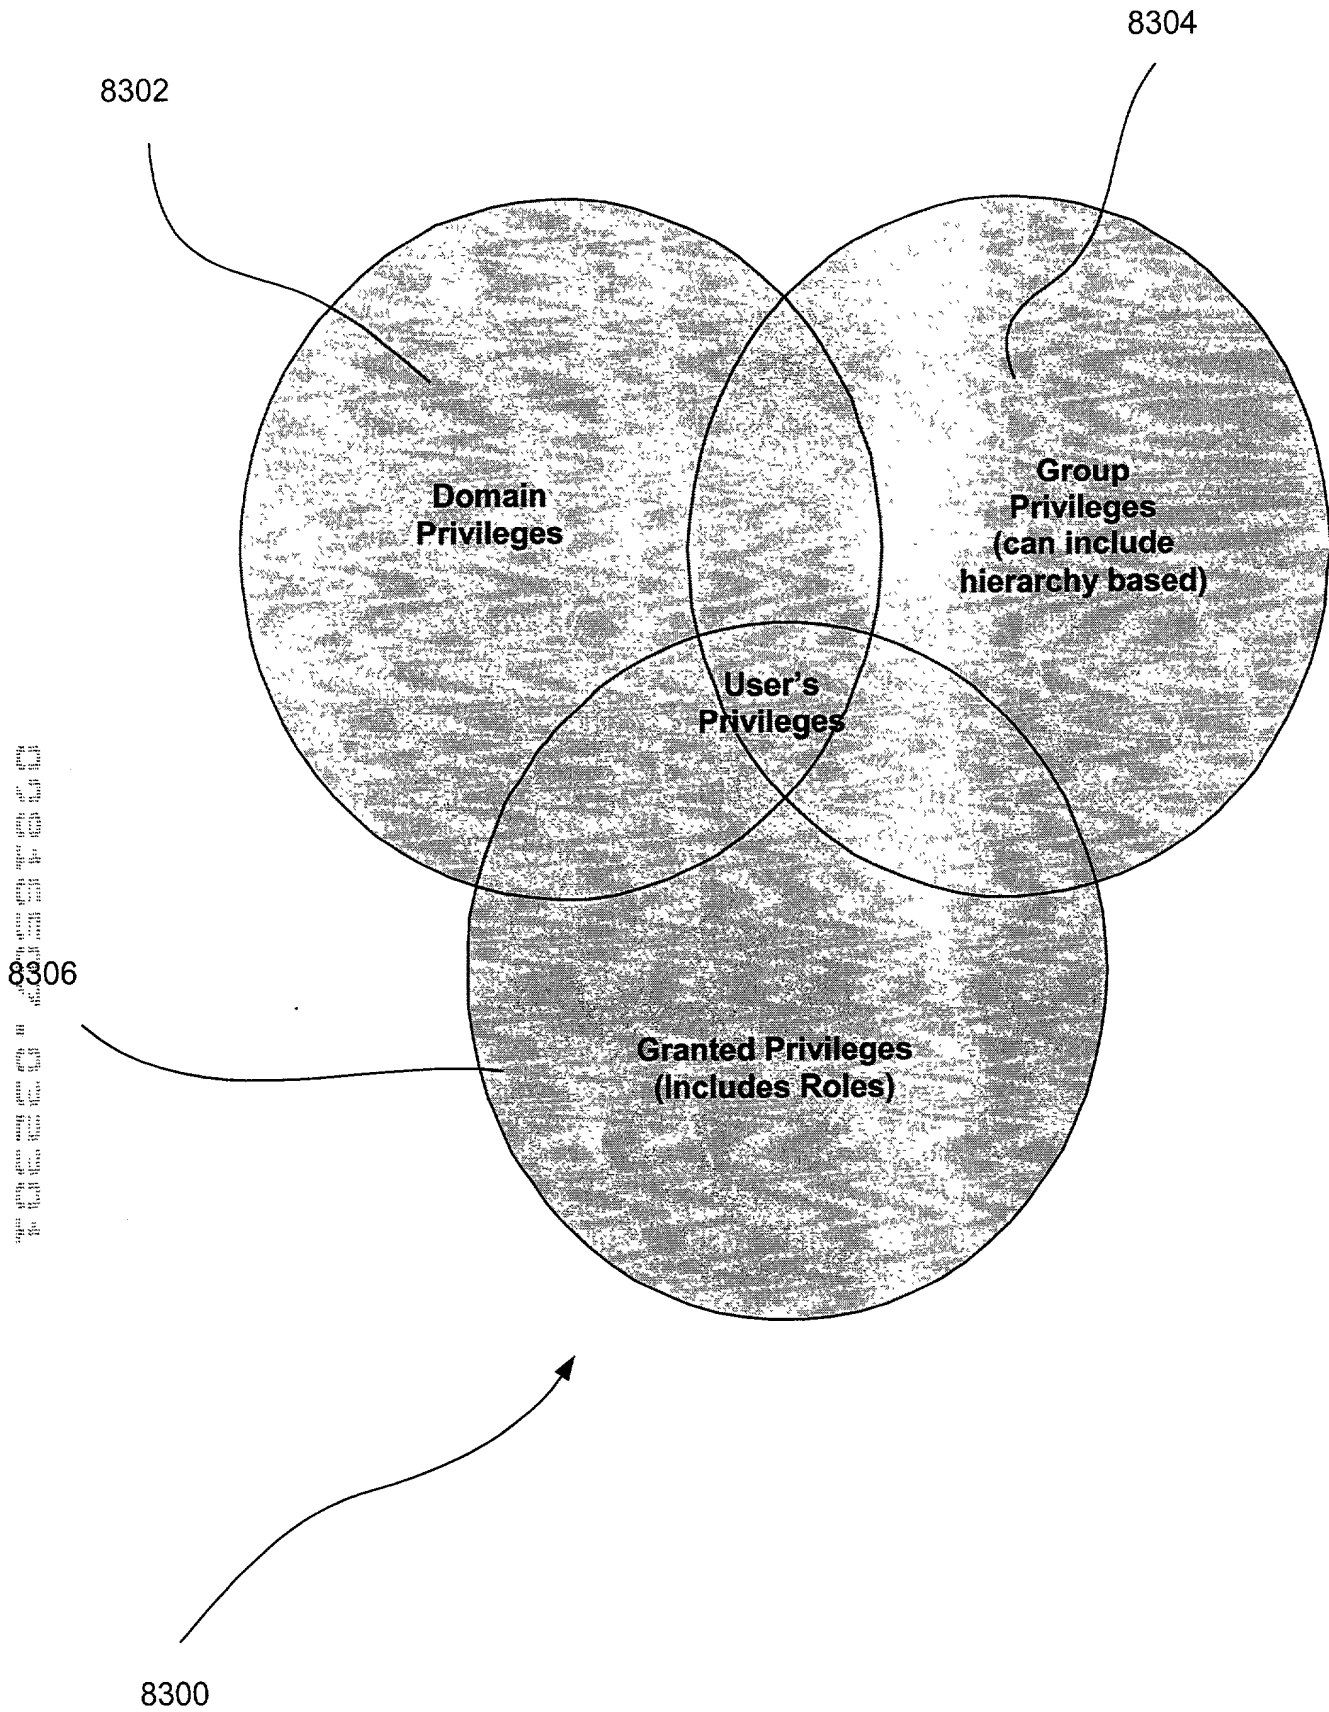 8304
8302
Domain
Privileges
Group
Privileges
(can include
hierarchy based)
User's
Privileges
8306
Granted Privileges
(Includes Roles)
8300